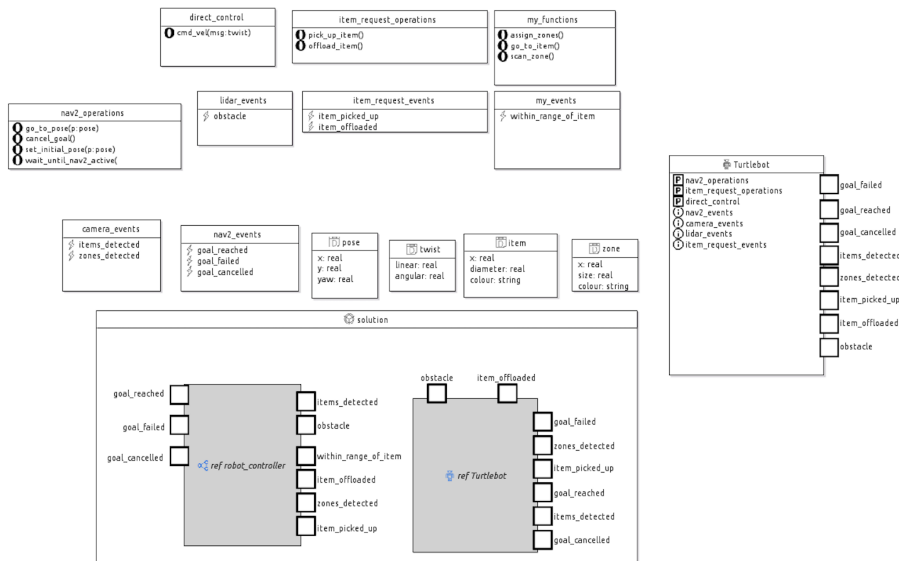 direct_control
cmd_vel(msg:twist)
item_request_operations
pick_up_item()
offload_item()
my_functions
assign_zones()
go_to_item()
scan_zone()
nav2_operations
go_to_pose(p:pose)
cancel_goal()
set_initial_pose(p:pose)
wait_until_nav2_active(
lidar_events
obstacle
item_request_events
item_picked_up
item_offloaded
my_events
within_range_of_item
Turtlebot
P nav2_operations
P item_request_operations
P direct_control
i nav2_events
i camera_events
i lidar_events
i item_request_events
goal_failed
goal_reached
goal_cancelled
items_detected
zones_detected
item_picked_up
item_offloaded
obstacle
camera_events
items_detected
zones_detected
nav2_events
goal_reached
goal_failed
goal_cancelled
pose
x: real
y: real
yaw: real
twist
linear: real
angular: real
item
x: real
diameter: real
colour: string
zone
x: real
size: real
colour: string
solution
goal_reached
goal_failed
goal_cancelled
ref robot_controller
items_detected
obstacle
within_range_of_item
item_offloaded
zones_detected
item_picked_up
obstacle
item_offloaded
ref Turtlebot
goal_failed
zones_detected
item_picked_up
goal_reached
items_detected
goal_cancelled